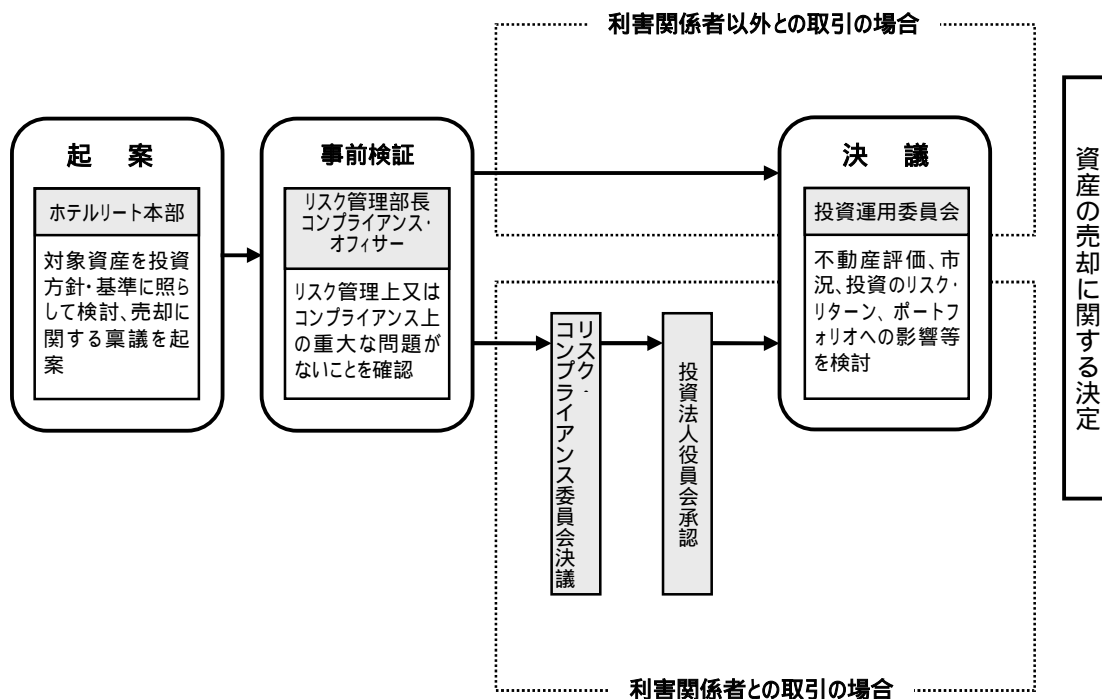 利害関係者以外との取引の場合
起　案
ホテルリート本部
対象資産を投資
方針・基準に照ら
して検討、売却に
関する稟議を起
案
事前検証
リスク管理部長
コンプライアンス・
オフィサー
リスク管理上又は
コンプライアンス上
の重大な問題が
ないことを確認
リスク・
コンプライアンス委員会決議
投資法人役員会承認
決　議
投資運用委員会
不動産評価、市
況、投資のリスク・
リターン、ポートフ
ォリオへの影響等
を検討
資産の売却に関する決定
利害関係者との取引の場合